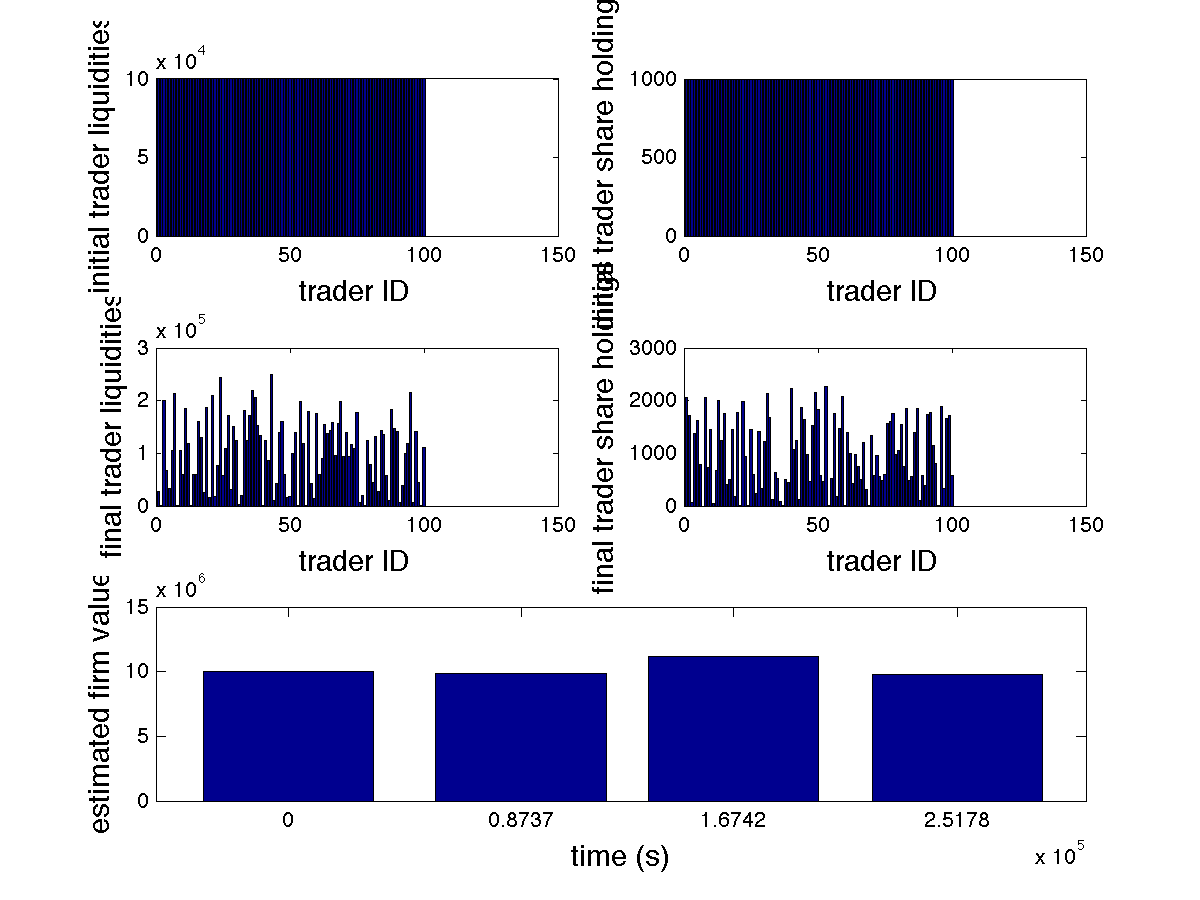 x 10^4
10
5
0
0 50 100 150
initial trader liquidities
trader ID
1000
500
0
0 50 100 150
trader share holding
trader ID
x 10^5
3
2
1
0
0 50 100 150
final trader liquidities
trader ID
3000
2000
1000
0
0 50 100 150
final trader share holdings
trader ID
x 10^6
15
10
5
0
0 0.8737 1.6742 2.5178
estimated firm value
time (s)
x 10^5